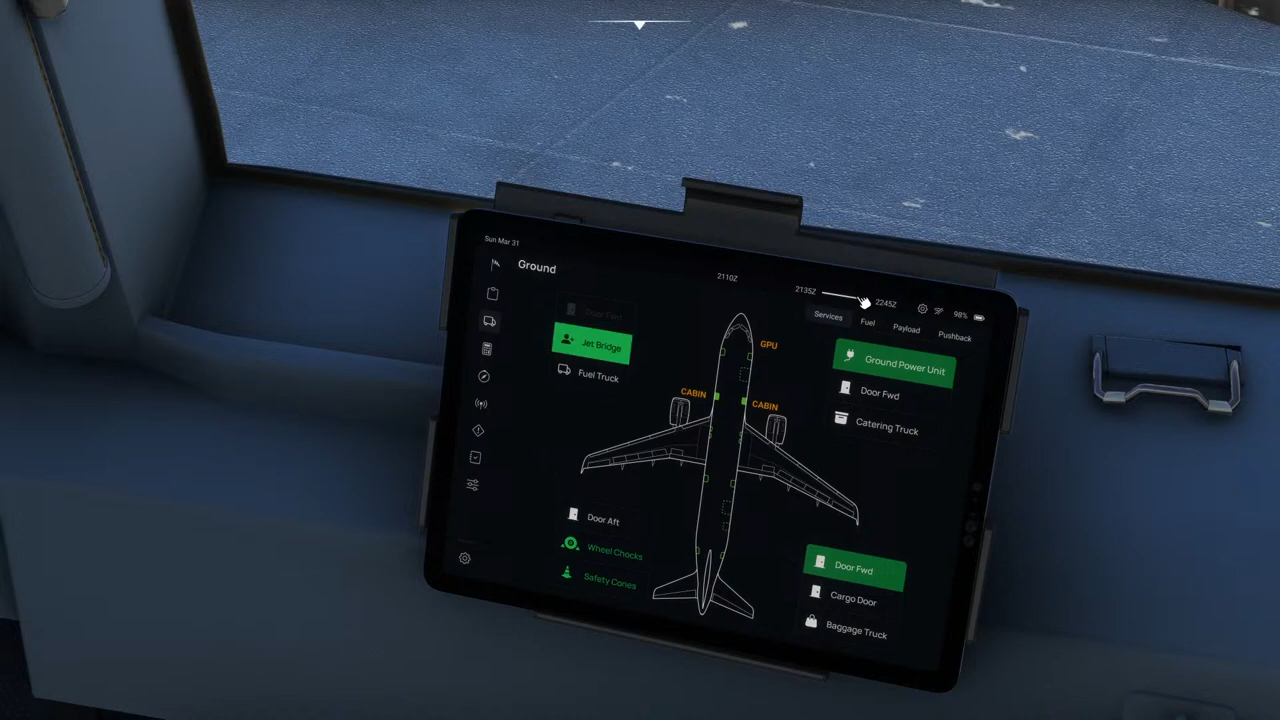 Sun Mar 31
2110Z
2135Z
2245Z
98%
Ground
Services
Fuel
Payload
Pushback
Door Fwd
Jet Bridge
Fuel Truck
GPU
Ground Power Unit
Door Fwd
Catering Truck
CABIN
CABIN
Door Aft
Wheel Chocks
Safety Cones
Door Fwd
Cargo Door
Baggage Truck